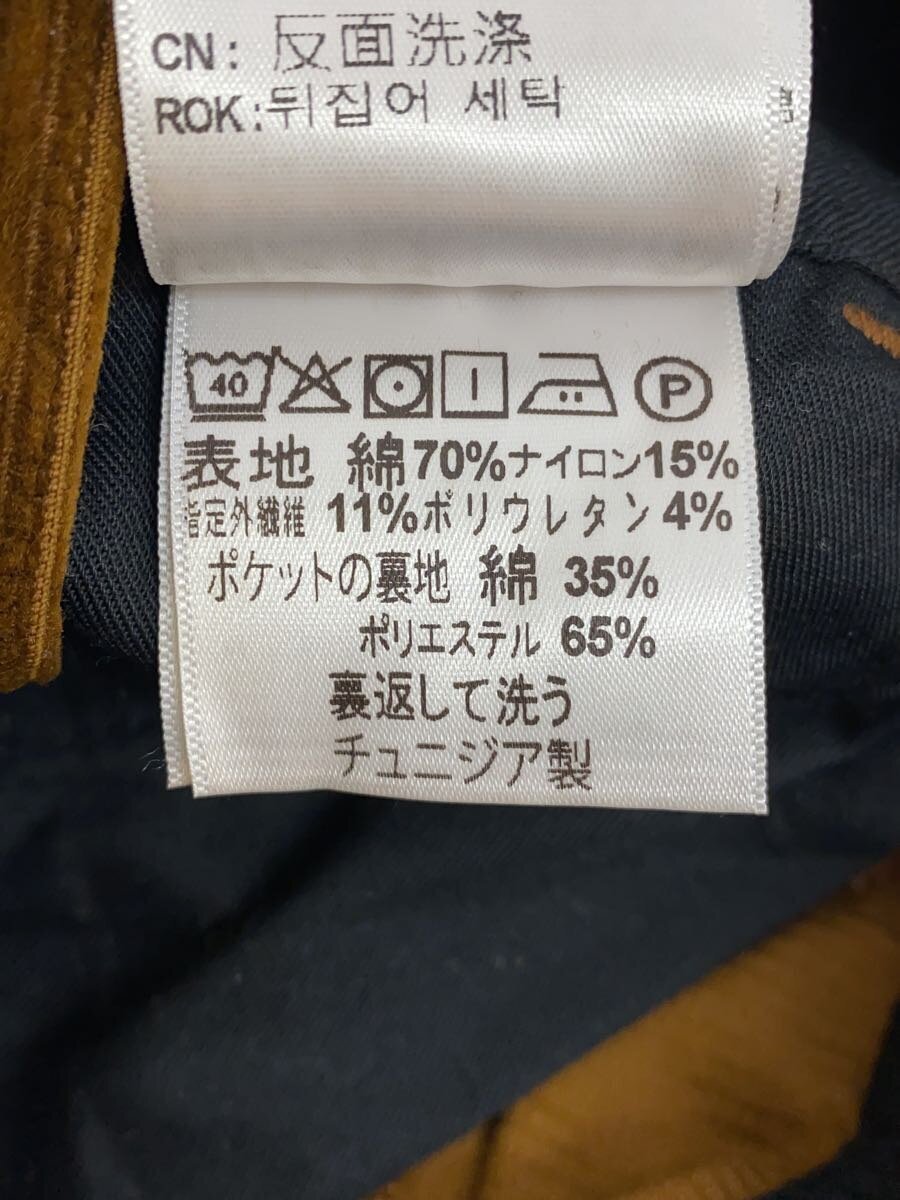 CN: 反面洗涤
ROK:뒤집어 세탁
40 P
表地 綿70%ナイロン15%
指定外繊維 11%ポリウレタン4%
ポケットの裏地 綿 35%
ポリエステル 65%
裏返して洗う
チュニジア製